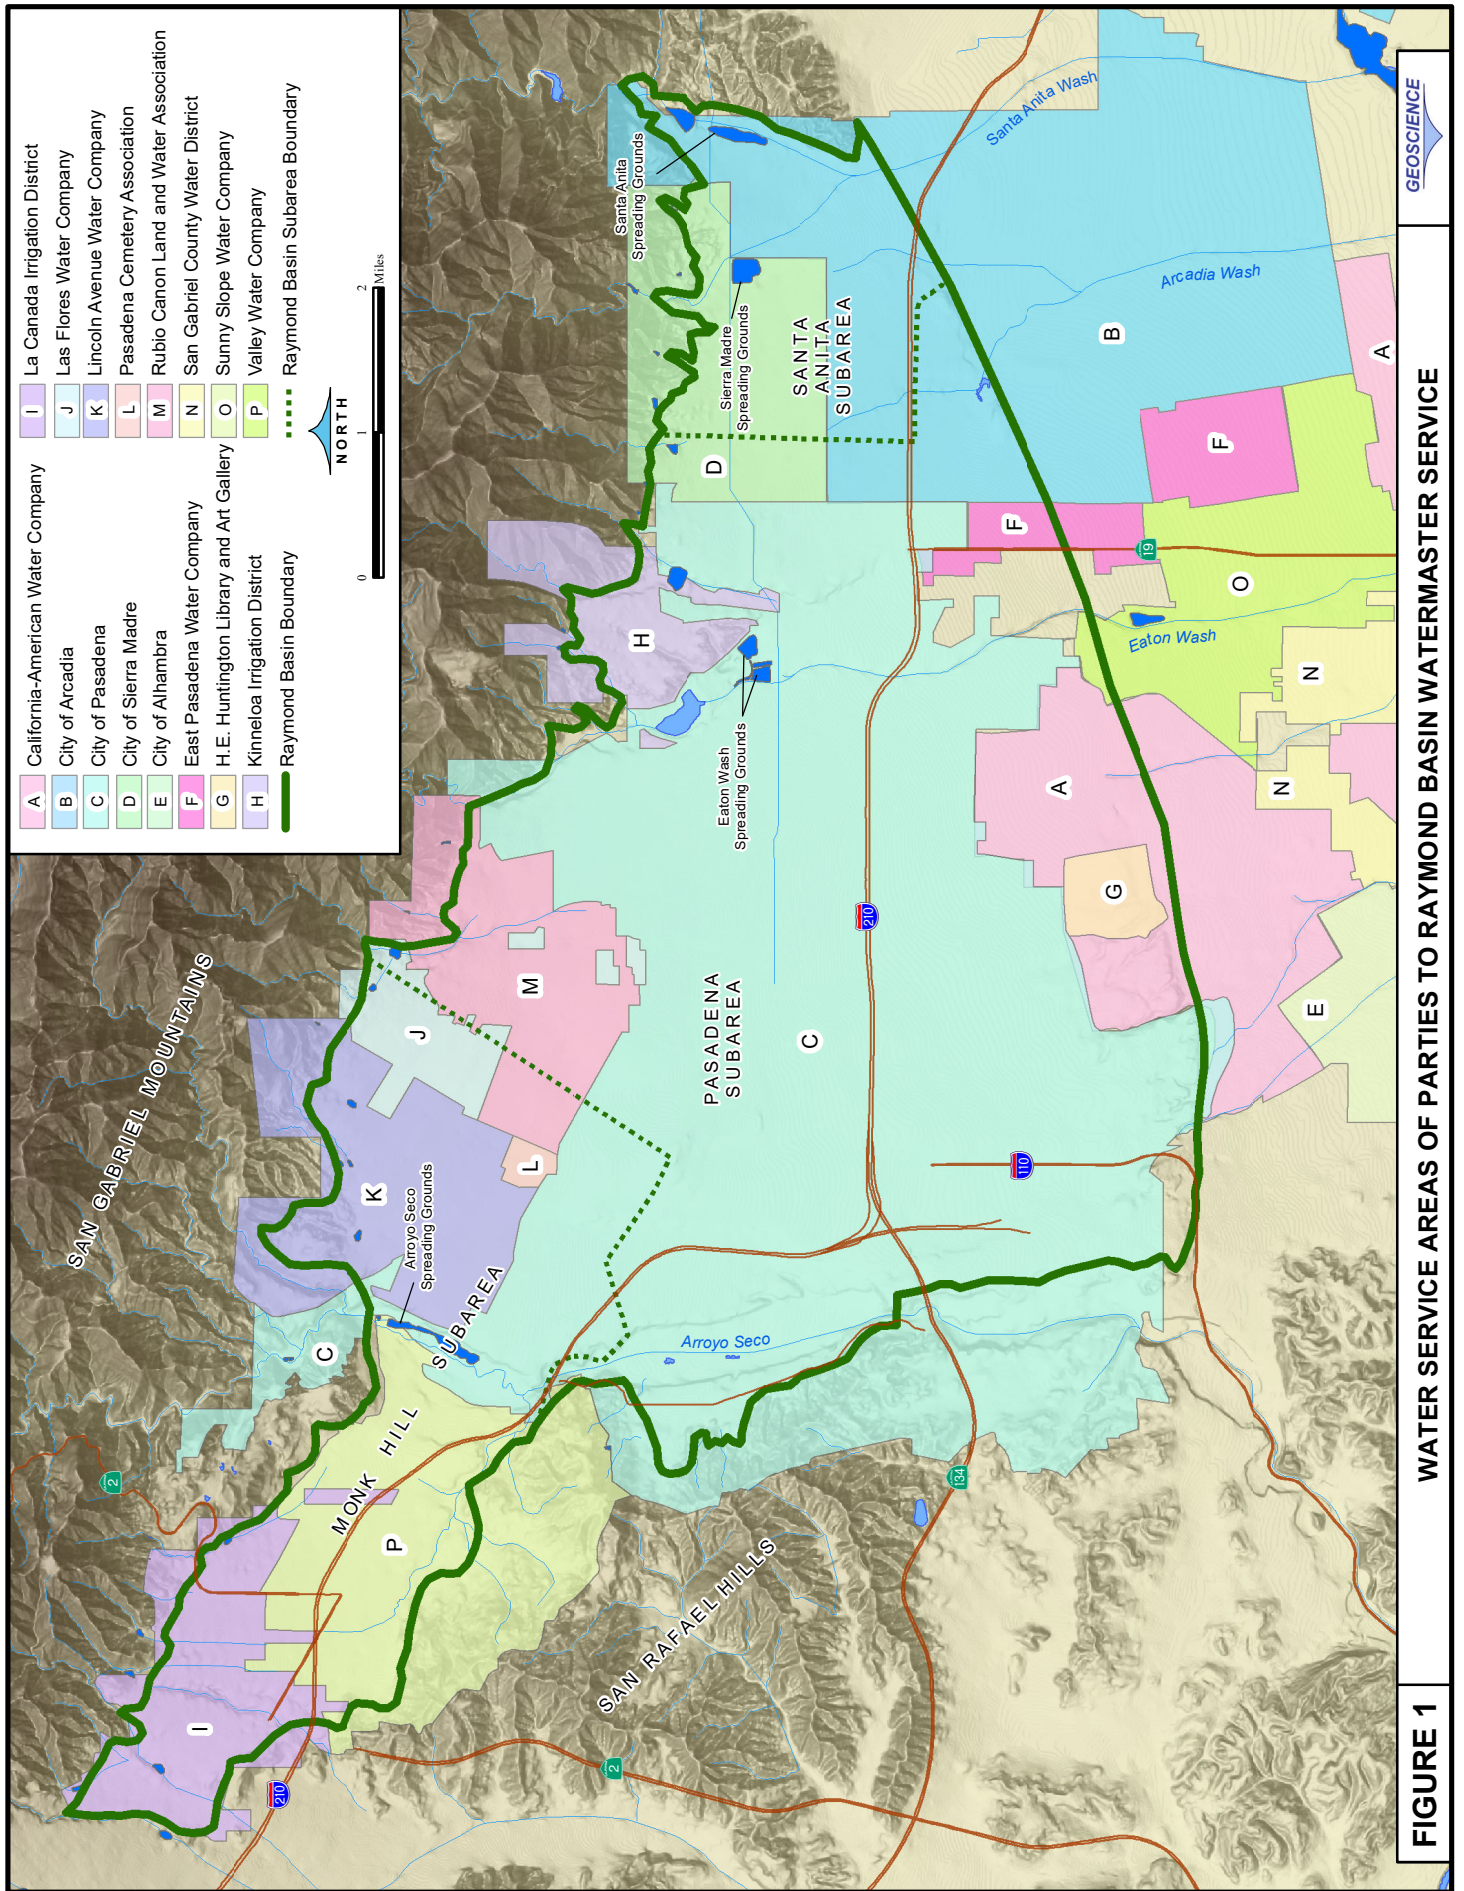 A California-American Water Company
B City of Arcadia
C City of Pasadena
D City of Sierra Madre
E City of Alhambra
F East Pasadena Water Company
G H.E. Huntington Library and Art Gallery
H Kinneloa Irrigation District
Raymond Basin Boundary
I La Canada Irrigation District
J Las Flores Water Company
K Lincoln Avenue Water Company
L Pasadena Cemetery Association
M Rubio Canon Land and Water Association
N San Gabriel County Water District
O Sunny Slope Water Company
P Valley Water Company
Raymond Basin Subarea Boundary
NORTH
0 1 2
Miles
SAN GABRIEL MOUNTAINS
2
C
K
J
I
Arroyo Seco
Spreading Grounds
M
L
H
MONK HILL
SUBAREA
P
210
Santa Anita
Spreading Grounds
D
Sierra Madre
Spreading Grounds
Eaton Wash
Spreading Grounds
SANTA
ANITA
SUBAREA
PASADENA
SUBAREA
C
Arroyo Seco
SAN RAFAEL HILLS
2
210
134
110
Santa Anita Wash
Arcadia Wash
B
F
F
A
G
19
Eaton Wash
O
N
N
E
A
GEOSCIENCE
FIGURE 1
WATER SERVICE AREAS OF PARTIES TO RAYMOND BASIN WATERMASTER SERVICE